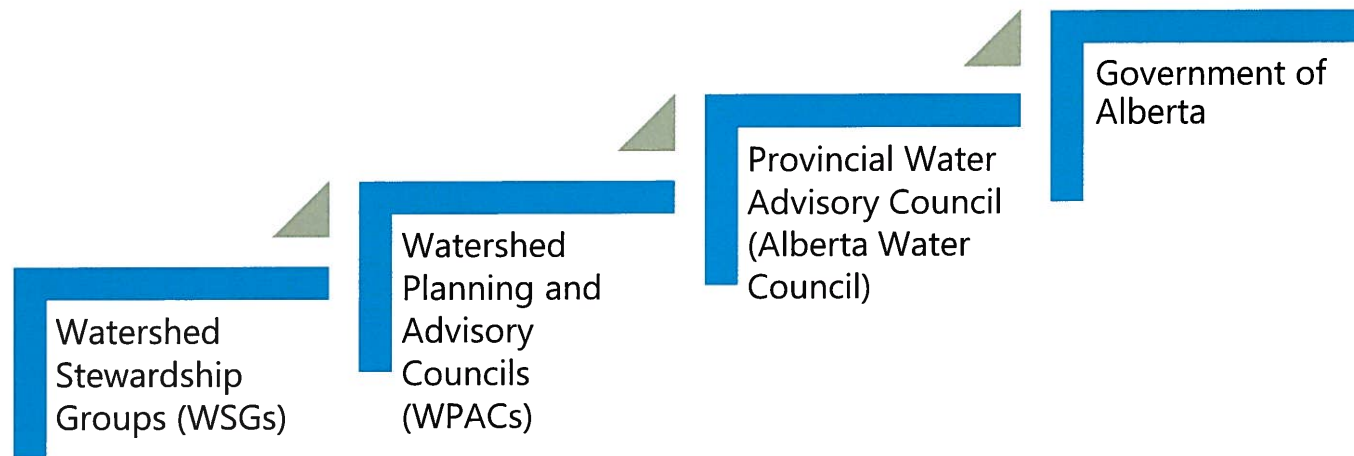 Watershed
Stewardship
Groups (WSGs)
Watershed
Planning and
Advisory
Councils
(WPACs)
Provincial Water
Advisory Council
(Alberta Water
Council)
Government of
Alberta